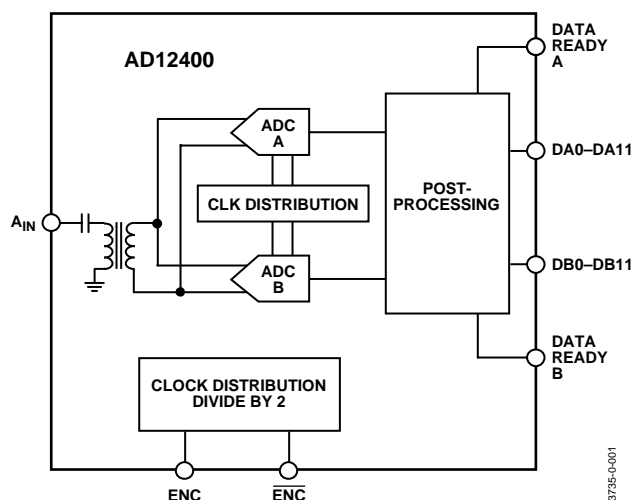 AD12400
DATA
READY
A
ADC
A
DA0–DA11
CLK DISTRIBUTION
POST-
PROCESSING
AIN
ADC
B
DB0–DB11
DATA
READY
B
CLOCK DISTRIBUTION
DIVIDE BY 2
ENC
ENC
3735-0-001